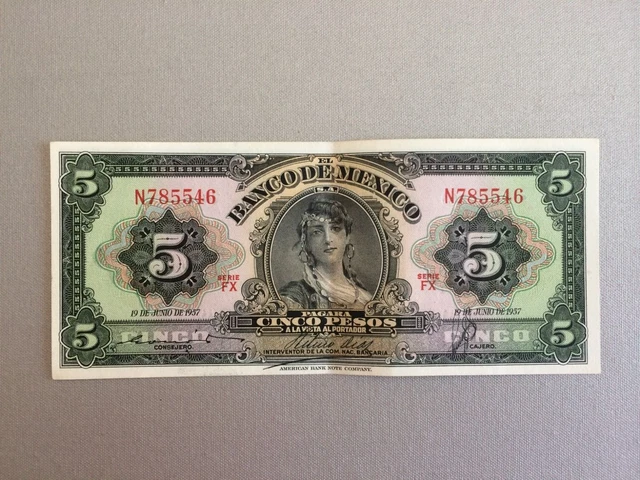 EL
BANCO DE MEXICO
S.A.
5 5
N785546 N785546
5 5
SERIE FX SERIE FX
19 DE JUNIO DE 1937 19 DE JUNIO DE 1937
PAGARA
CINCO PESOS
A LA VISTA AL PORTADOR
5 CINCO CINCO 5
CONSEJERO. CAJERO.
INTERVENTOR DE LA COM. NAC. BANCARIA
AMERICAN BANK NOTE COMPANY.